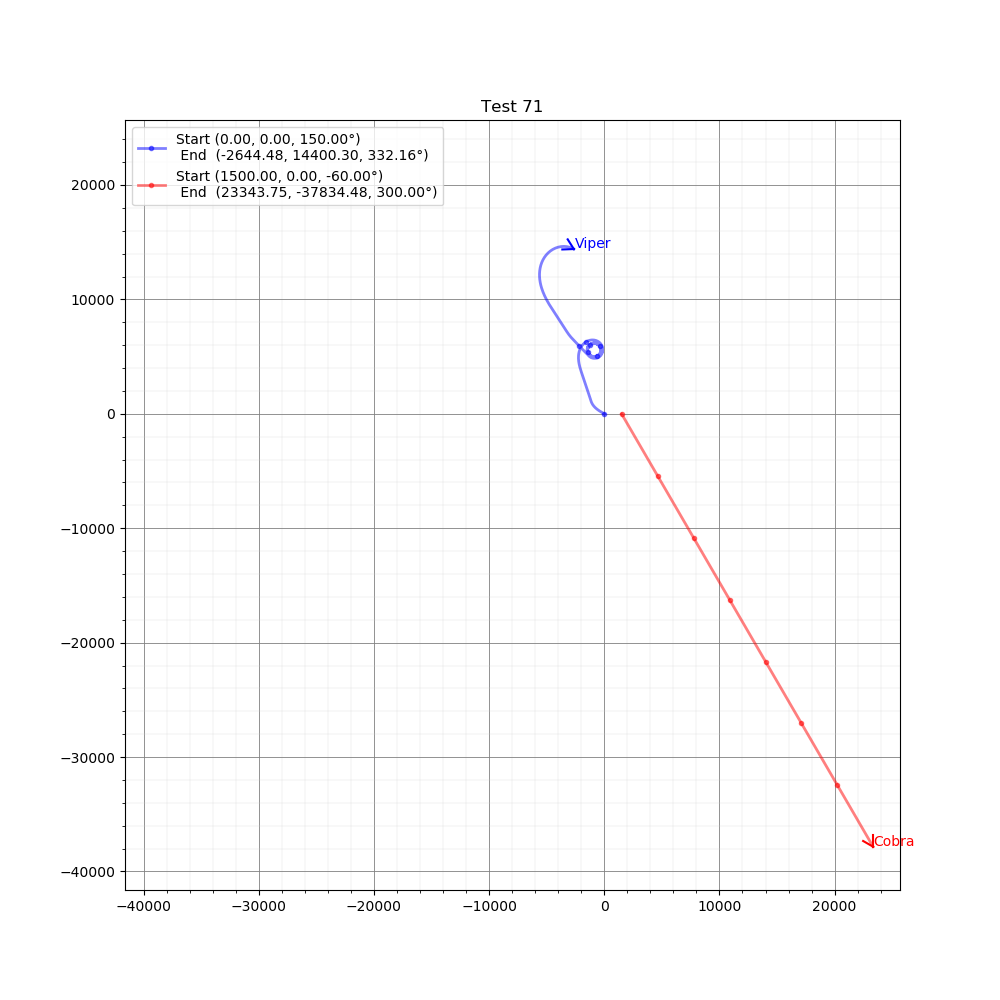 Test 71
Start (0.00, 0.00, 150.00°)
End  (-2644.48, 14400.30, 332.16°)
Start (1500.00, 0.00, -60.00°)
End  (23343.75, -37834.48, 300.00°)
20000
10000
0
−10000
−20000
−30000
−40000
Viper
Cobra
−40000
−30000
−20000
−10000
0
10000
20000